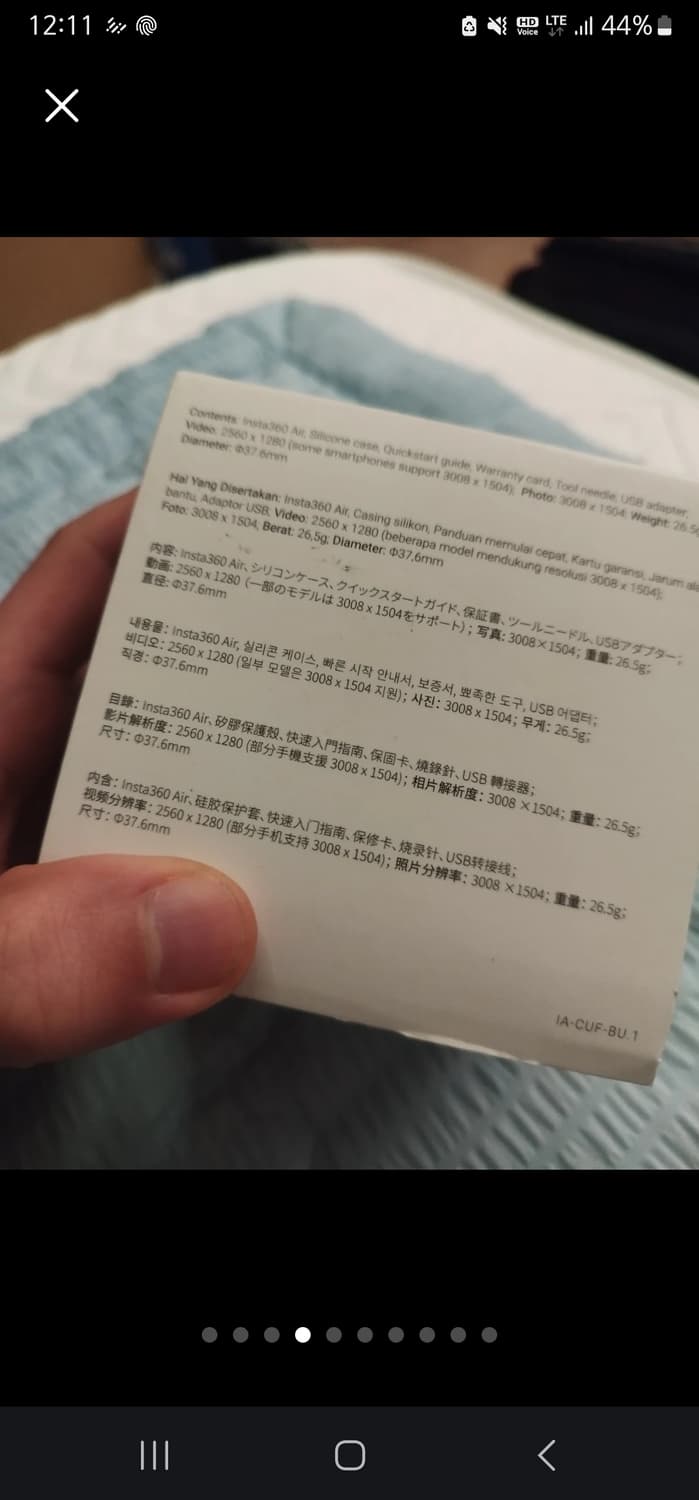 12:11
HD Voice LTE 44%
Contents: Insta360 Air, Silicone case, Quickstart guide, Warranty card, Tool needle, USB adapter;
Video: 2560 x 1280 (some smartphones support 3008 x 1504); Photo: 3008 x 1504; Weight: 26.5g
Diameter: Φ37.6mm
Hal Yang Disertakan: Insta360 Air, Casing silikon, Panduan memulai cepat, Kartu garansi, Jarum
bantu, Adaptor USB, Video: 2560 x 1280 (beberapa model mendukung resolusi 3008 x 1504);
Foto: 3008 x 1504, Berat: 26,5g; Diameter: Φ37,6mm
内容: Insta360 Air、シリコンケース、クイックスタートガイド、保証書、ツールニードル、USBアダプター;
動画: 2560 x 1280 (一部のモデルは 3008 x 1504をサポート) ; 写真: 3008×1504; 重量: 26.5g;
直径: Φ37.6mm
내용물: Insta360 Air, 실리콘 케이스, 빠른 시작 안내서, 보증서, 뾰족한 도구, USB 어댑터;
비디오: 2560 x 1280 (일부 모델은 3008 x 1504 지원); 사진: 3008 x 1504; 무게: 26.5g;
직경: Φ37.6mm
目錄: Insta360 Air、矽膠保護殼、快速入門指南、保固卡、燒錄針、USB 轉接器;
影片解析度: 2560 x 1280 (部分手機支援 3008 x 1504); 相片解析度: 3008 ×1504; 重量: 26.5g;
尺寸: Φ37.6mm
内含: Insta360 Air、硅胶保护套、快速入门指南、保修卡、烧录针、USB转接线;
视频分辨率: 2560 x 1280 (部分手机支持 3008 x 1504); 照片分辨率: 3008 ×1504; 重量: 26.5g;
尺寸: Φ37.6mm
IA-CUF-BU.1